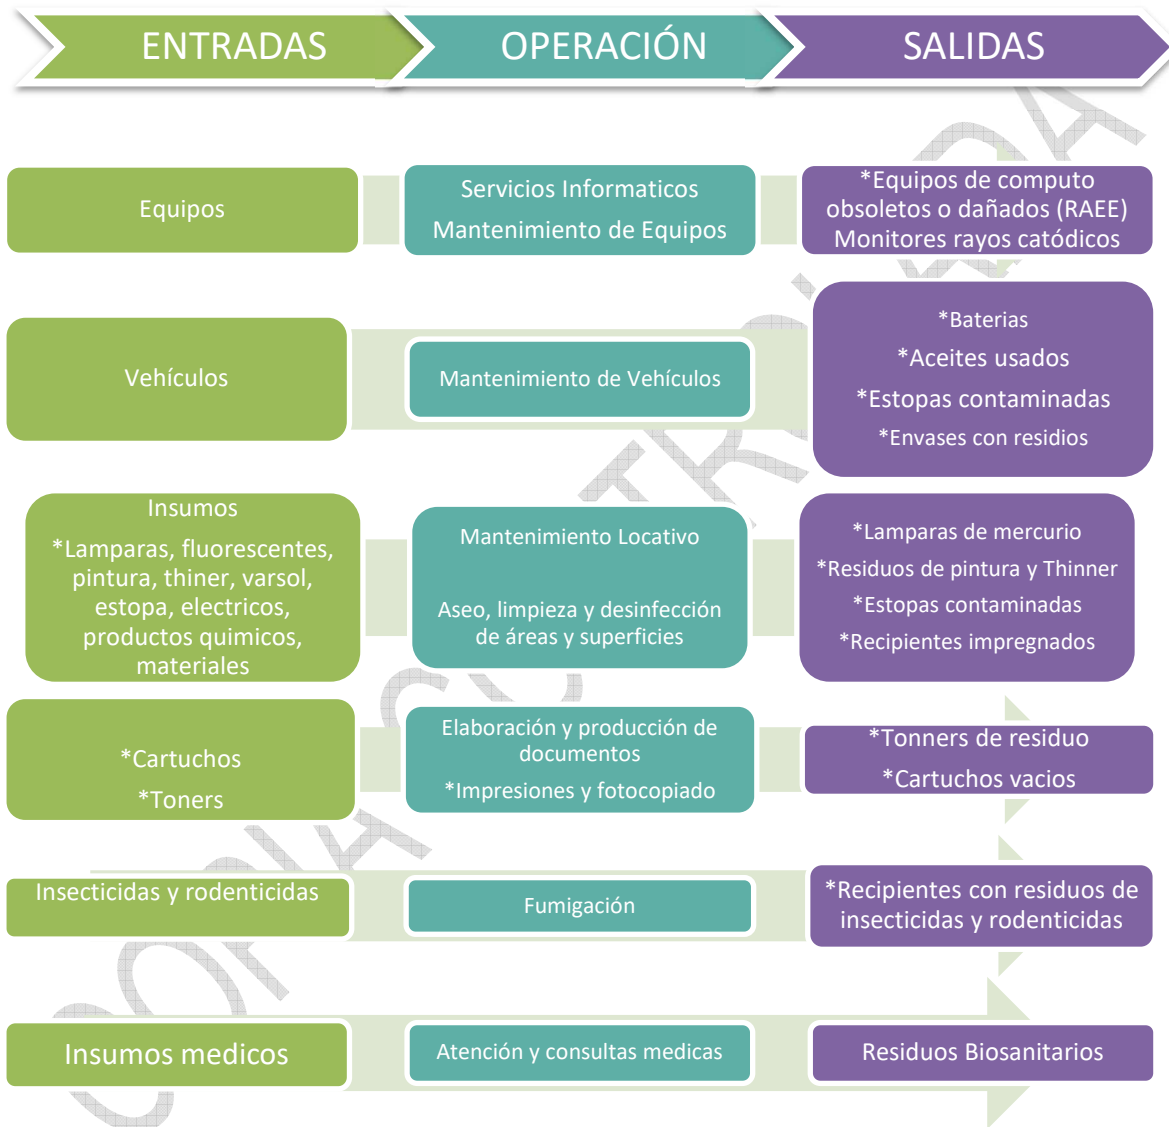 ENTRADAS
OPERACIÓN
SALIDAS
Equipos
Servicios Informaticos
Mantenimiento de Equipos
*Equipos de computo
obsoletos o dañados (RAEE)
Monitores rayos catódicos
Vehículos
Mantenimiento de Vehículos
*Baterias
*Aceites usados
*Estopas contaminadas
*Envases con residios
Insumos
*Lamparas, fluorescentes,
pintura, thiner, varsol,
estopa, electricos,
productos quimicos,
materiales
Mantenimiento Locativo
Aseo, limpieza y desinfección
de áreas y superficies
*Lamparas de mercurio
*Residuos de pintura y Thinner
*Estopas contaminadas
*Recipientes impregnados
*Cartuchos
*Toners
Elaboración y producción de
documentos
*Impresiones y fotocopiado
*Tonners de residuo
*Cartuchos vacios
Insecticidas y rodenticidas
Fumigación
*Recipientes con residuos de
insecticidas y rodenticidas
Insumos medicos
Atención y consultas medicas
Residuos Biosanitarios